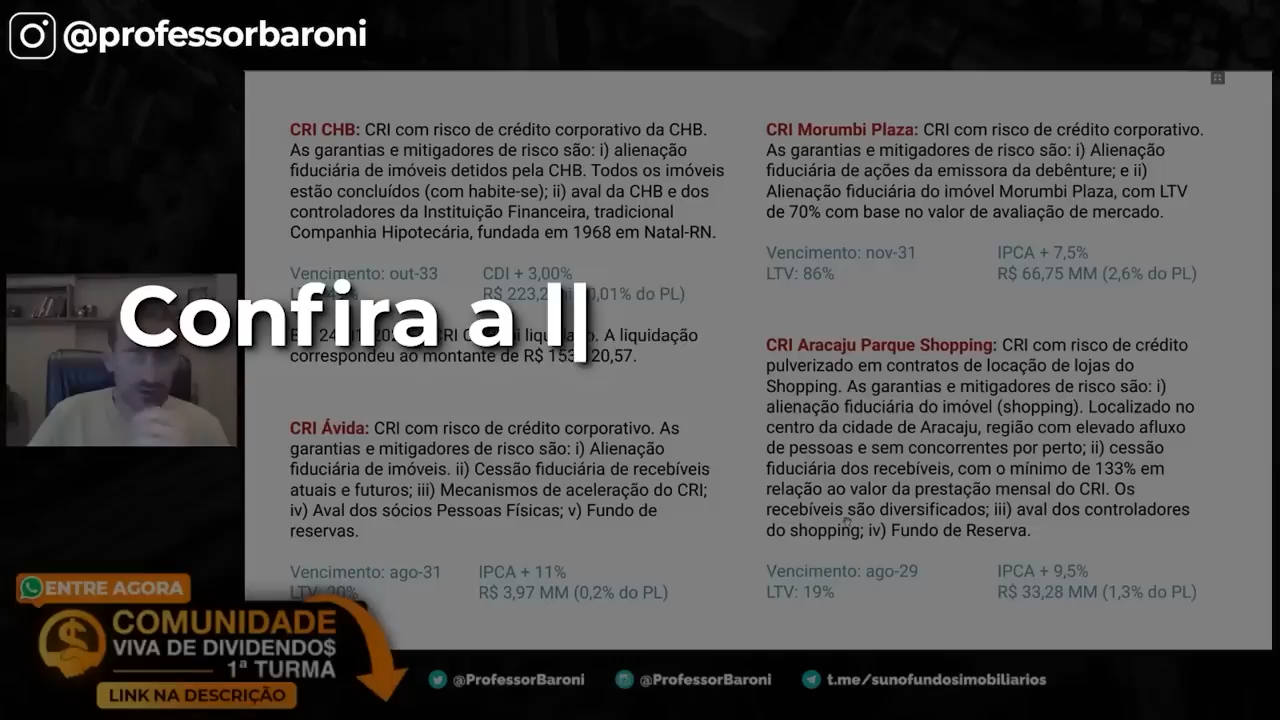 @professorbaroni
CRI CHB: CRI com risco de crédito corporativo da CHB.
As garantias e mitigadores de risco são: i) alienação
fiduciária de imóveis detidos pela CHB. Todos os imóveis
estão concluídos (com habite-se); ii) aval da CHB e dos
controladores da Instituição Financeira, tradicional
Companhia Hipotecária, fundada em 1968 em Natal-RN.
Vencimento: out-33 CDI + 3,00%
R$ 223,2 0,01% do PL)
Confira a l|
CRI liquidação. A liquidação
correspondeu ao montante de R$ 153 20,57.
CRI Ávida: CRI com risco de crédito corporativo. As
garantias e mitigadores de risco são: i) Alienação
fiduciária de imóveis. ii) Cessão fiduciária de recebíveis
atuais e futuros; iii) Mecanismos de aceleração do CRI;
iv) Aval dos sócios Pessoas Físicas; v) Fundo de
reservas.
Vencimento: ago-31 IPCA + 11%
R$ 3,97 MM (0,2% do PL)
CRI Morumbi Plaza: CRI com risco de crédito corporativo.
As garantias e mitigadores de risco são: i) Alienação
fiduciária de ações da emissora da debênture; e ii)
Alienação fiduciária do imóvel Morumbi Plaza, com LTV
de 70% com base no valor de avaliação de mercado.
Vencimento: nov-31 IPCA + 7,5%
LTV: 86% R$ 66,75 MM (2,6% do PL)
CRI Aracaju Parque Shopping: CRI com risco de crédito
pulverizado em contratos de locação de lojas do
Shopping. As garantias e mitigadores de risco são: i)
alienação fiduciária do imóvel (shopping). Localizado no
centro da cidade de Aracaju, região com elevado afluxo
de pessoas e sem concorrentes por perto; ii) cessão
fiduciária dos recebíveis, com o mínimo de 133% em
relação ao valor da prestação mensal do CRI. Os
recebíveis são diversificados; iii) aval dos controladores
do shopping; iv) Fundo de Reserva.
Vencimento: ago-29 IPCA + 9,5%
LTV: 19% R$ 33,28 MM (1,3% do PL)
ENTRE AGORA
COMUNIDADE
VIVA DE DIVIDENDO$
1ª TURMA
LINK NA DESCRIÇÃO
@ProfessorBaroni @ProfessorBaroni t.me/sunofundosimobiliarios